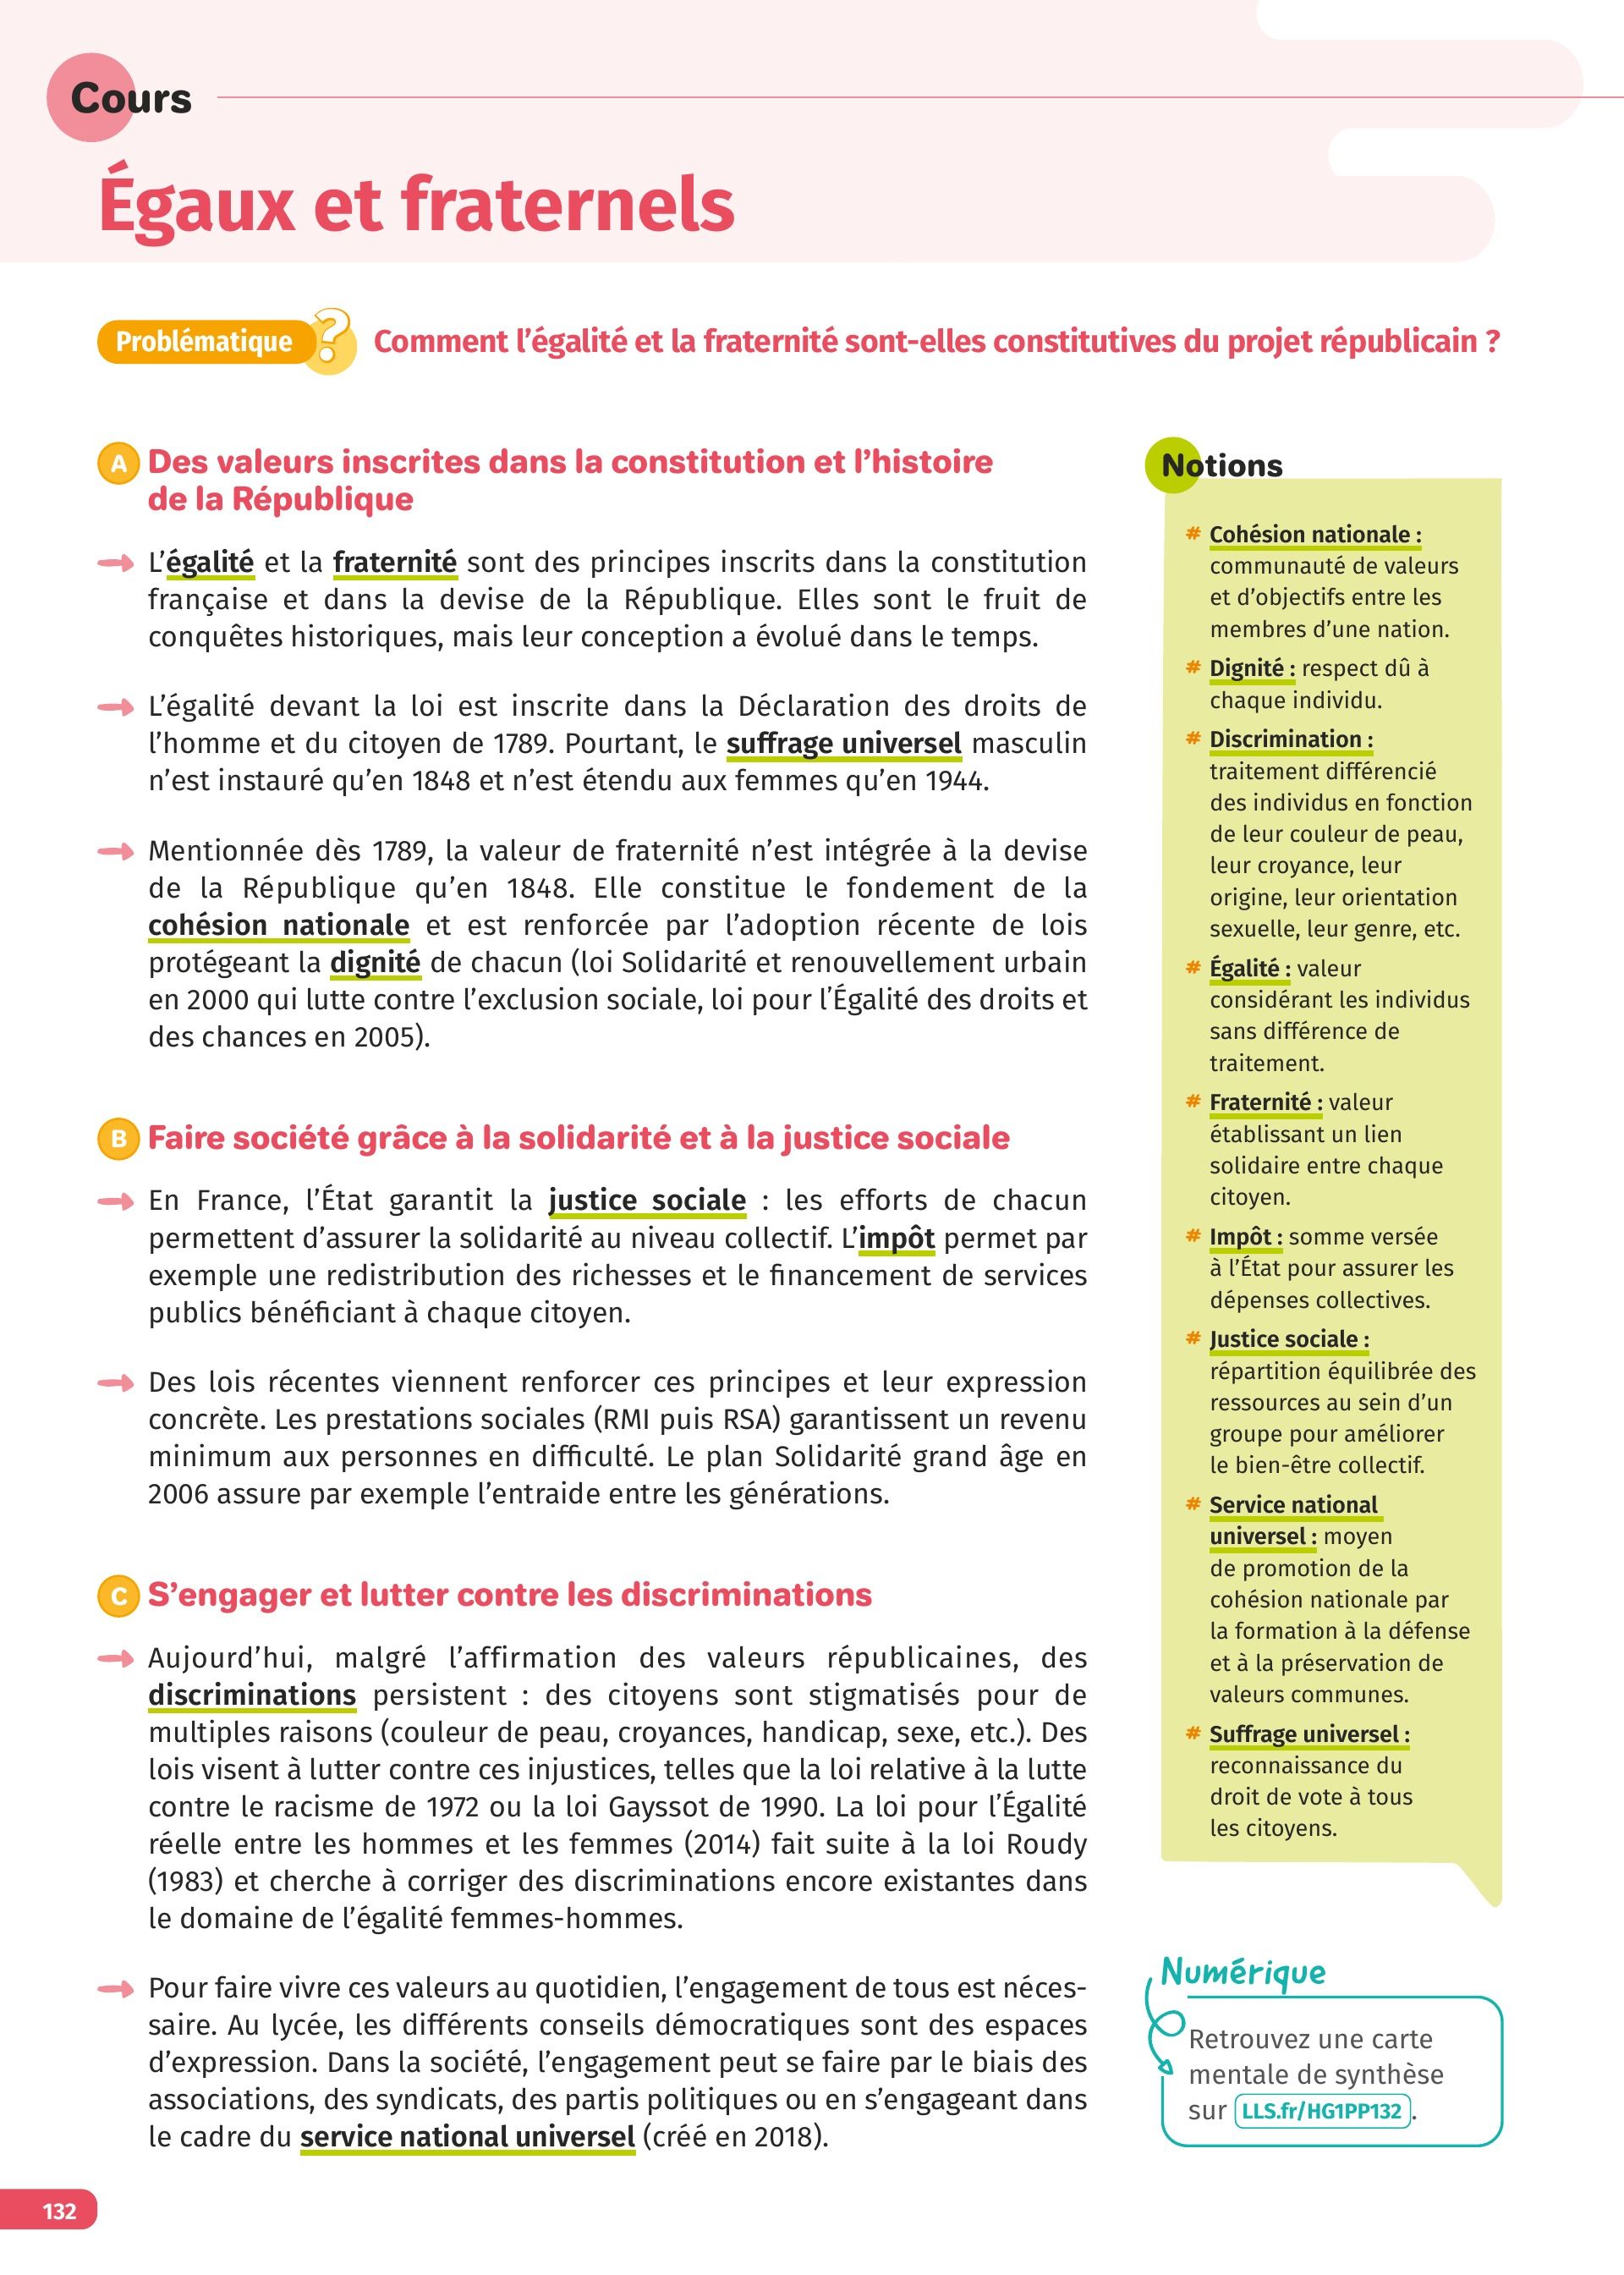 Cours
Égaux et fraternels
Problématique ? Comment l’égalité et la fraternité sont-elles constitutives du projet républicain ?
A Des valeurs inscrites dans la constitution et l’histoire
de la République
L’égalité et la fraternité sont des principes inscrits dans la constitution
française et dans la devise de la République. Elles sont le fruit de
conquêtes historiques, mais leur conception a évolué dans le temps.
L’égalité devant la loi est inscrite dans la Déclaration des droits de
l’homme et du citoyen de 1789. Pourtant, le suffrage universel masculin
n’est instauré qu’en 1848 et n’est étendu aux femmes qu’en 1944.
Mentionnée dès 1789, la valeur de fraternité n’est intégrée à la devise
de la République qu’en 1848. Elle constitue le fondement de la
cohésion nationale et est renforcée par l’adoption récente de lois
protégeant la dignité de chacun (loi Solidarité et renouvellement urbain
en 2000 qui lutte contre l’exclusion sociale, loi pour l’Égalité des droits et
des chances en 2005).
B Faire société grâce à la solidarité et à la justice sociale
En France, l’État garantit la justice sociale : les efforts de chacun
permettent d’assurer la solidarité au niveau collectif. L’impôt permet par
exemple une redistribution des richesses et le financement de services
publics bénéficiant à chaque citoyen.
Des lois récentes viennent renforcer ces principes et leur expression
concrète. Les prestations sociales (RMI puis RSA) garantissent un revenu
minimum aux personnes en difficulté. Le plan Solidarité grand âge en
2006 assure par exemple l’entraide entre les générations.
C S’engager et lutter contre les discriminations
Aujourd’hui, malgré l’affirmation des valeurs républicaines, des
discriminations persistent : des citoyens sont stigmatisés pour de
multiples raisons (couleur de peau, croyances, handicap, sexe, etc.). Des
lois visent à lutter contre ces injustices, telles que la loi relative à la lutte
contre le racisme de 1972 ou la loi Gayssot de 1990. La loi pour l’Égalité
réelle entre les hommes et les femmes (2014) fait suite à la loi Roudy
(1983) et cherche à corriger des discriminations encore existantes dans
le domaine de l’égalité femmes-hommes.
Pour faire vivre ces valeurs au quotidien, l’engagement de tous est néces-
saire. Au lycée, les différents conseils démocratiques sont des espaces
d’expression. Dans la société, l’engagement peut se faire par le biais des
associations, des syndicats, des partis politiques ou en s’engageant dans
le cadre du service national universel (créé en 2018).
Notions
# Cohésion nationale :
communauté de valeurs
et d’objectifs entre les
membres d’une nation.
# Dignité : respect dû à
chaque individu.
# Discrimination :
traitement différencié
des individus en fonction
de leur couleur de peau,
leur croyance, leur
origine, leur orientation
sexuelle, leur genre, etc.
# Égalité : valeur
considérant les individus
sans différence de
traitement.
# Fraternité : valeur
établissant un lien
solidaire entre chaque
citoyen.
# Impôt : somme versée
à l’État pour assurer les
dépenses collectives.
# Justice sociale :
répartition équilibrée des
ressources au sein d’un
groupe pour améliorer
le bien-être collectif.
# Service national
universel : moyen
de promotion de la
cohésion nationale par
la formation à la défense
et à la préservation de
valeurs communes.
# Suffrage universel :
reconnaissance du
droit de vote à tous
les citoyens.
Numérique
Retrouvez une carte
mentale de synthèse
sur LLS.fr/HG1PP132.
132